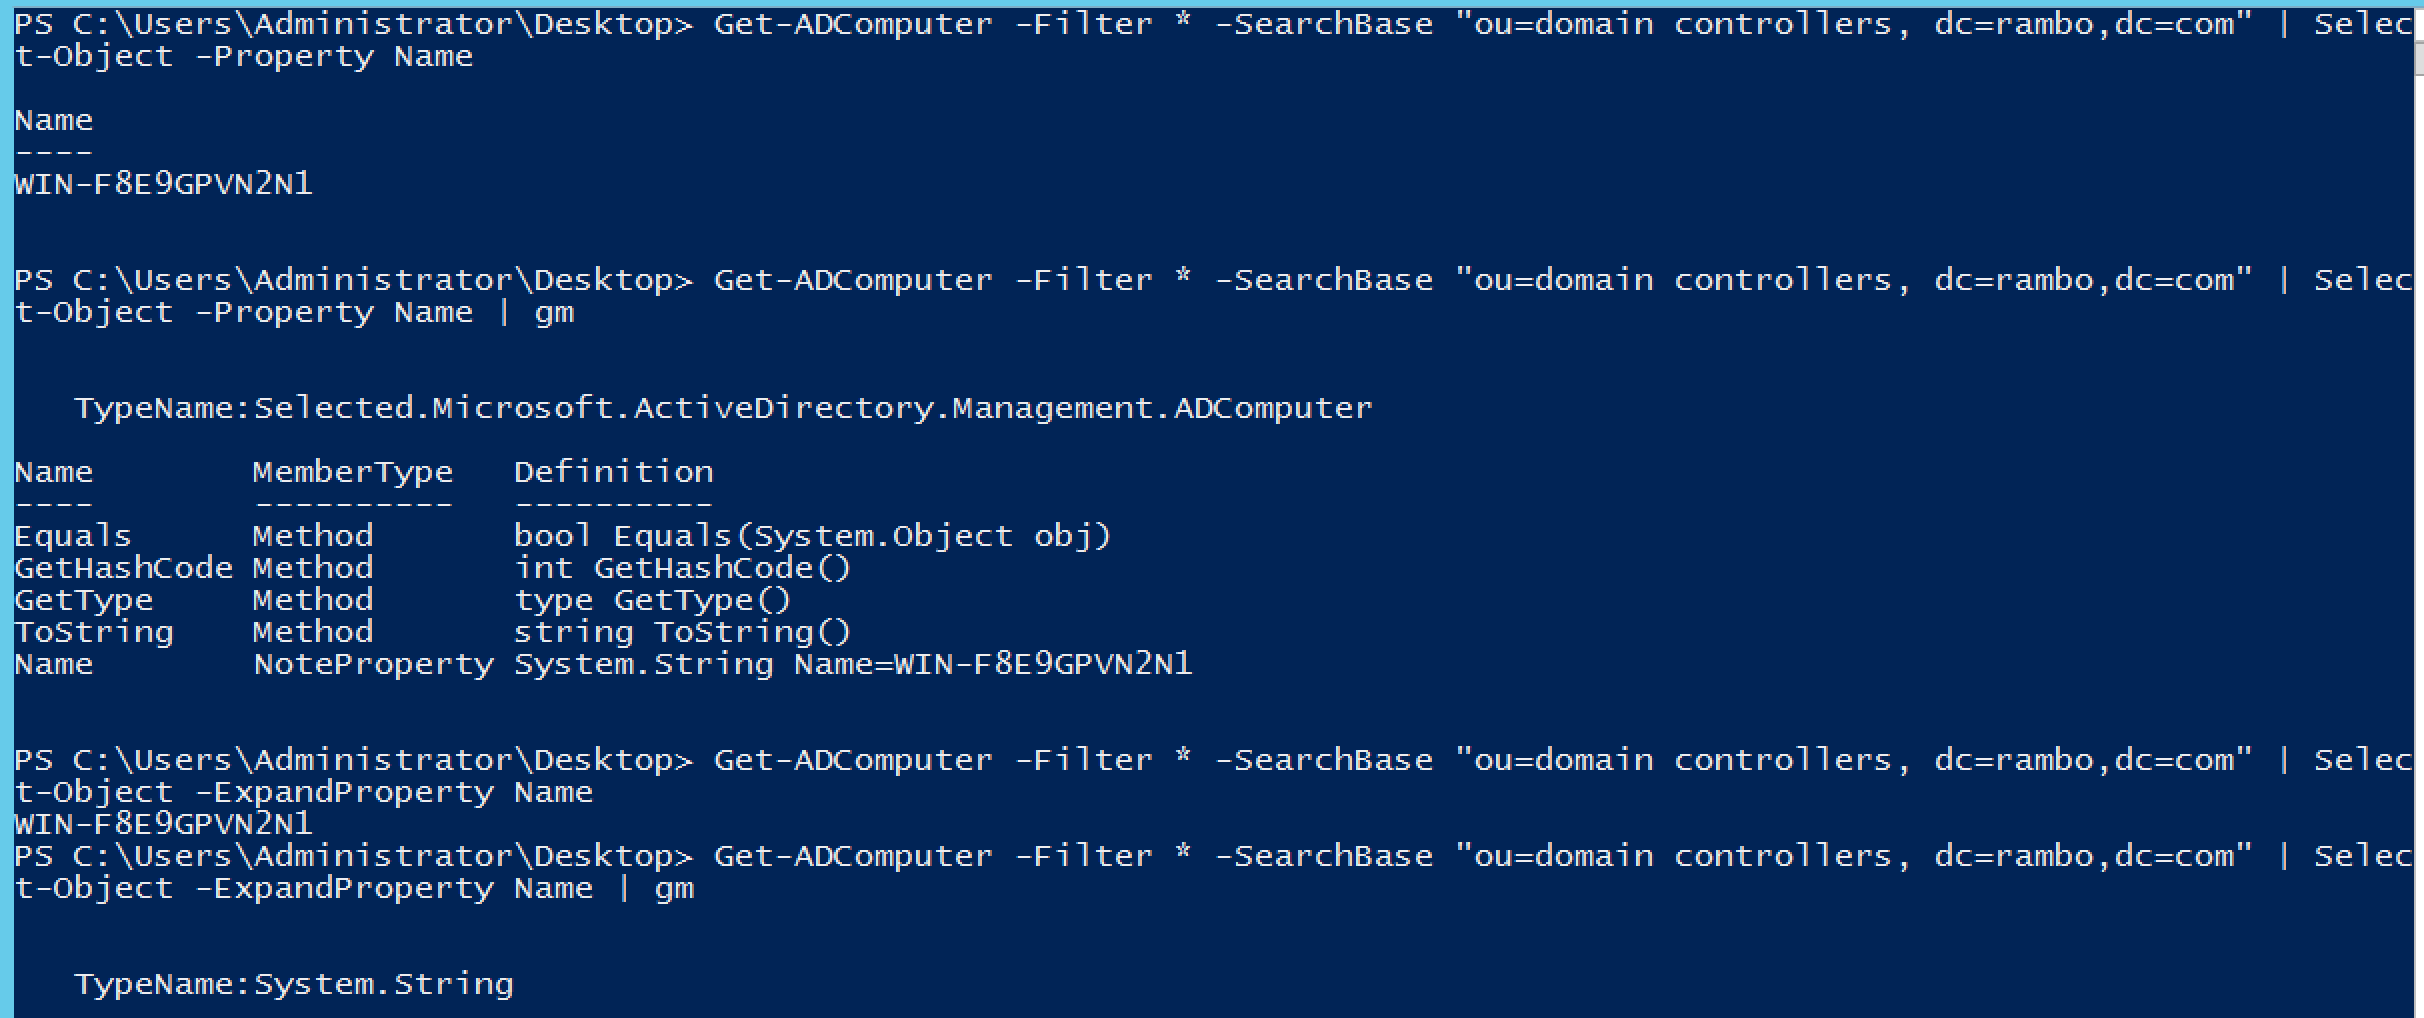 PS C:\Users\Administrator\Desktop> Get-ADComputer -Filter * -SearchBase "ou=domain controllers, dc=rambo,dc=com" | Selec
t-Object -Property Name
Name
----
WIN-F8E9GPVN2N1
PS C:\Users\Administrator\Desktop> Get-ADComputer -Filter * -SearchBase "ou=domain controllers, dc=rambo,dc=com" | Selec
t-Object -Property Name | gm
   TypeName:Selected.Microsoft.ActiveDirectory.Management.ADComputer
Name        MemberType   Definition
----        ----------   ----------
Equals      Method       bool Equals(System.Object obj)
GetHashCode Method       int GetHashCode()
GetType     Method       type GetType()
ToString    Method       string ToString()
Name        NoteProperty System.String Name=WIN-F8E9GPVN2N1
PS C:\Users\Administrator\Desktop> Get-ADComputer -Filter * -SearchBase "ou=domain controllers, dc=rambo,dc=com" | Selec
t-Object -ExpandProperty Name
WIN-F8E9GPVN2N1
PS C:\Users\Administrator\Desktop> Get-ADComputer -Filter * -SearchBase "ou=domain controllers, dc=rambo,dc=com" | Selec
t-Object -ExpandProperty Name | gm
   TypeName:System.String